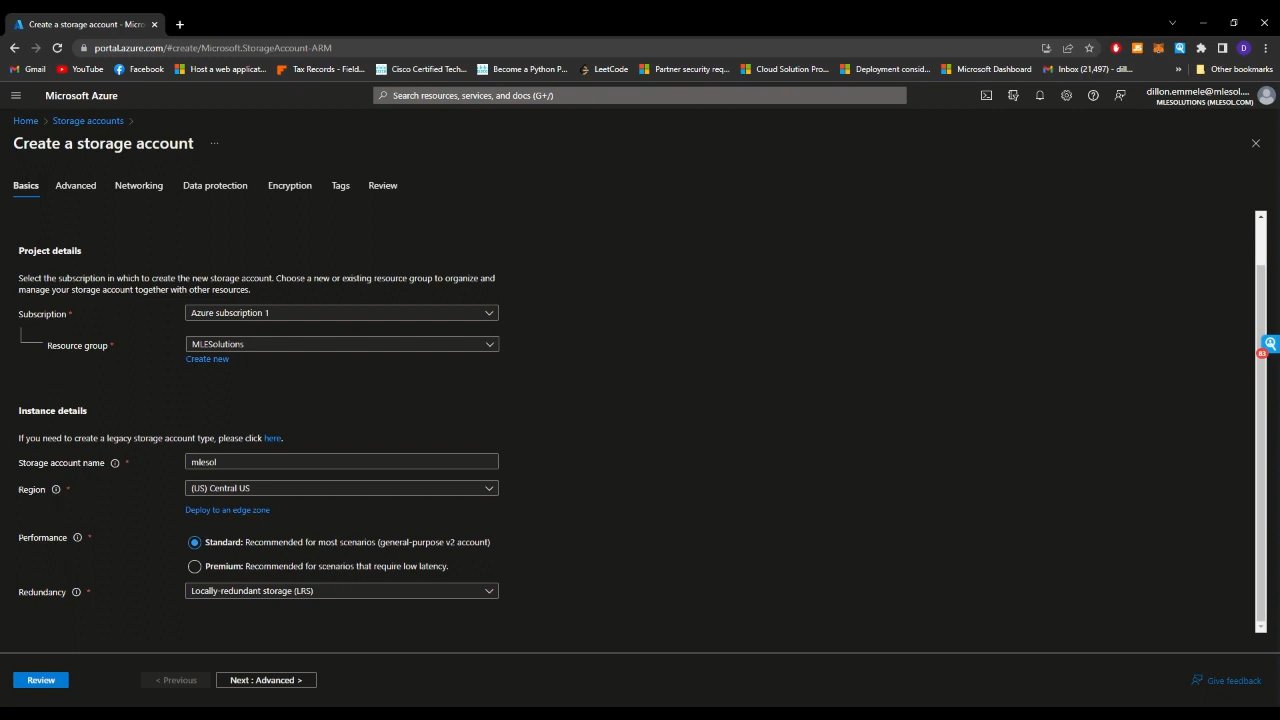 Create a storage account - Micro
portal.azure.com/#create/Microsoft.StorageAccount-ARM
D
Gmail
YouTube
Facebook
Host a web applicat...
Tax Records - Field...
Cisco Certified Tech...
Become a Python P...
LeetCode
Partner security req...
Cloud Solution Pro...
Deployment consid...
Microsoft Dashboard
Inbox (21,497) - dill...
»
Other bookmarks
Microsoft Azure
Search resources, services, and docs (G+/)
dillon.emmele@mlesol....
MLESOLUTIONS (MLESOL.COM)
Home > Storage accounts >
Create a storage account ...
Basics
Advanced
Networking
Data protection
Encryption
Tags
Review
Project details
Select the subscription in which to create the new storage account. Choose a new or existing resource group to organize and
manage your storage account together with other resources.
Subscription *
Azure subscription 1
Resource group *
MLESolutions
Create new
83
Instance details
If you need to create a legacy storage account type, please click here.
Storage account name *
mlesol
Region *
(US) Central US
Deploy to an edge zone
Performance *
Standard: Recommended for most scenarios (general-purpose v2 account)
Premium: Recommended for scenarios that require low latency.
Redundancy *
Locally-redundant storage (LRS)
Review
< Previous
Next : Advanced >
Give feedback